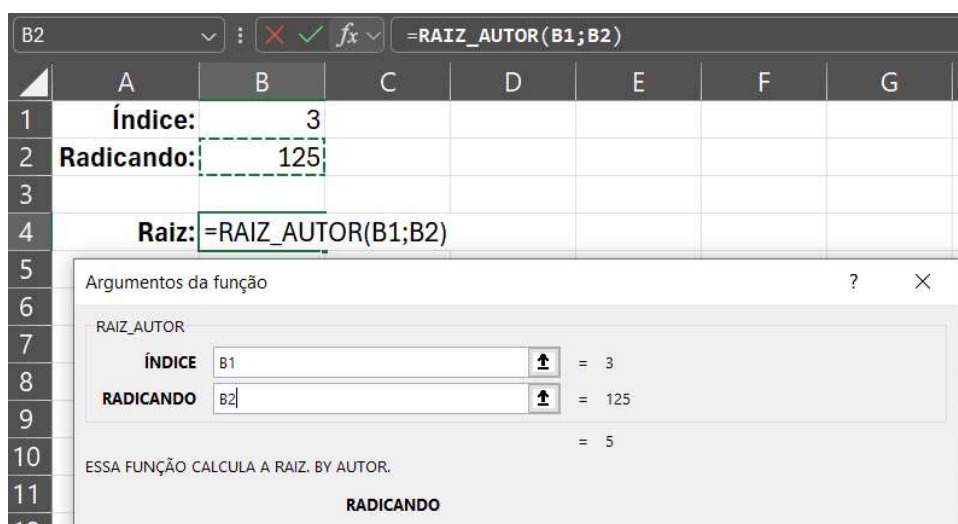 B2 fx =RAIZ_AUTOR(B1;B2)
A B C D E F G
1 Índice: 3
2 Radicando: 125
3
4 Raiz: =RAIZ_AUTOR(B1;B2)
5 Argumentos da função ? ×
6 RAIZ_AUTOR
7 ÍNDICE B1 = 3
8
RADICANDO B2 = 125
9
= 5
10 ESSA FUNÇÃO CALCULA A RAIZ. BY AUTOR.
11 RADICANDO